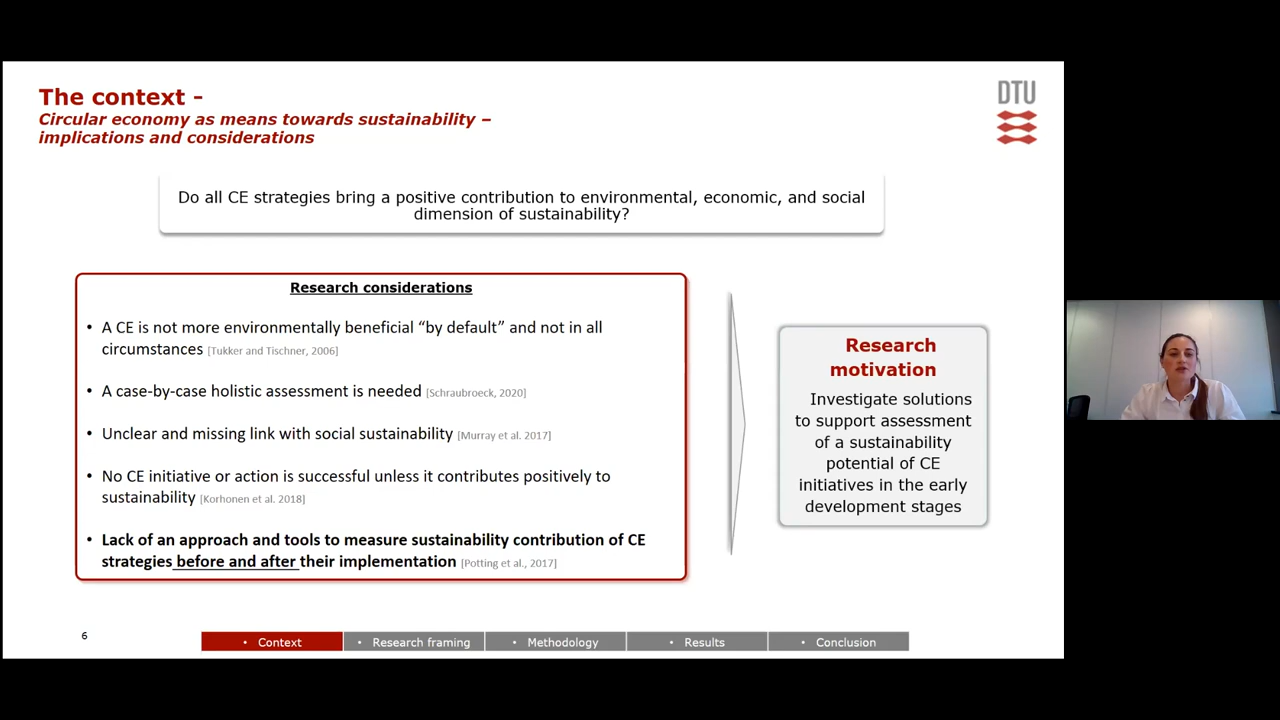 The context -
Circular economy as means towards sustainability –
implications and considerations
DTU
Do all CE strategies bring a positive contribution to environmental, economic, and social
dimension of sustainability?
Research considerations
• A CE is not more environmentally beneficial “by default” and not in all
circumstances [Tukker and Tischner, 2006]
• A case-by-case holistic assessment is needed [Schraubroeck, 2020]
• Unclear and missing link with social sustainability [Murray et al. 2017]
• No CE initiative or action is successful unless it contributes positively to
sustainability [Korhonen et al. 2018]
• Lack of an approach and tools to measure sustainability contribution of CE
strategies before and after their implementation [Potting et al., 2017]
Research
motivation
Investigate solutions
to support assessment
of a sustainability
potential of CE
initiatives in the early
development stages
6
• Context
• Research framing
• Methodology
• Results
• Conclusion